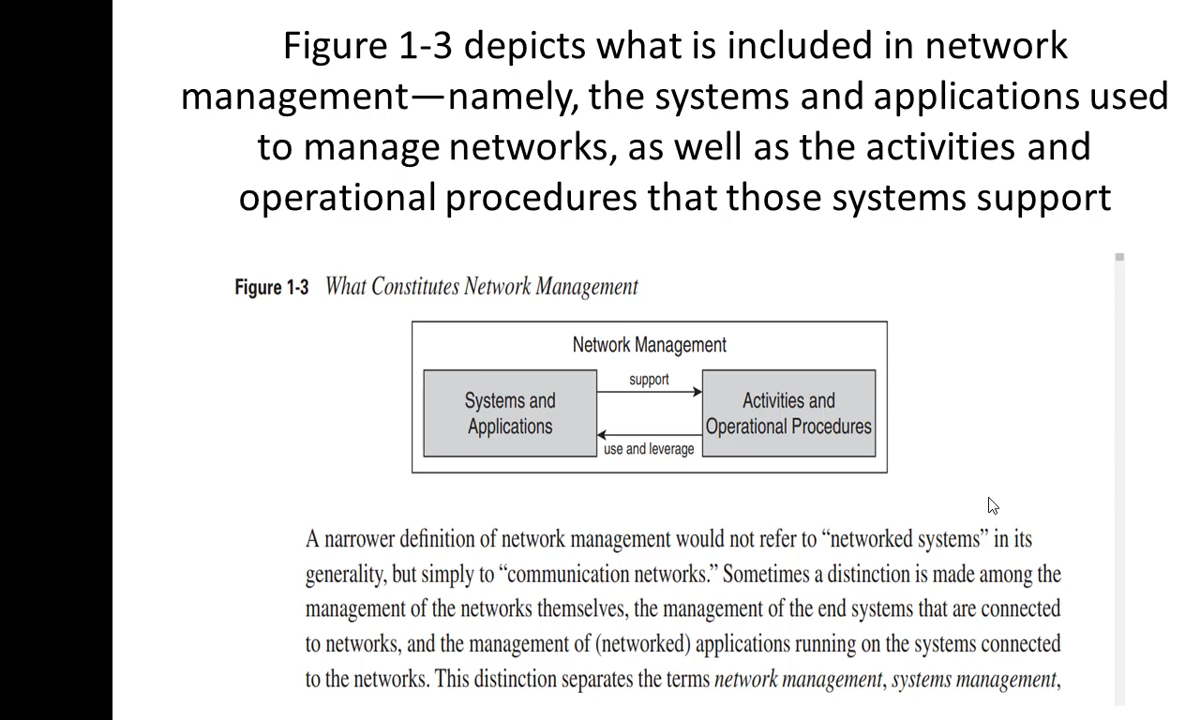 Figure 1-3 depicts what is included in network
management—namely, the systems and applications used
to manage networks, as well as the activities and
operational procedures that those systems support
Figure 1-3 What Constitutes Network Management
Network Management
Systems and
Applications
support
use and leverage
Activities and
Operational Procedures
A narrower definition of network management would not refer to “networked systems” in its
generality, but simply to “communication networks.” Sometimes a distinction is made among the
management of the networks themselves, the management of the end systems that are connected
to networks, and the management of (networked) applications running on the systems connected
to the networks. This distinction separates the terms network management, systems management,